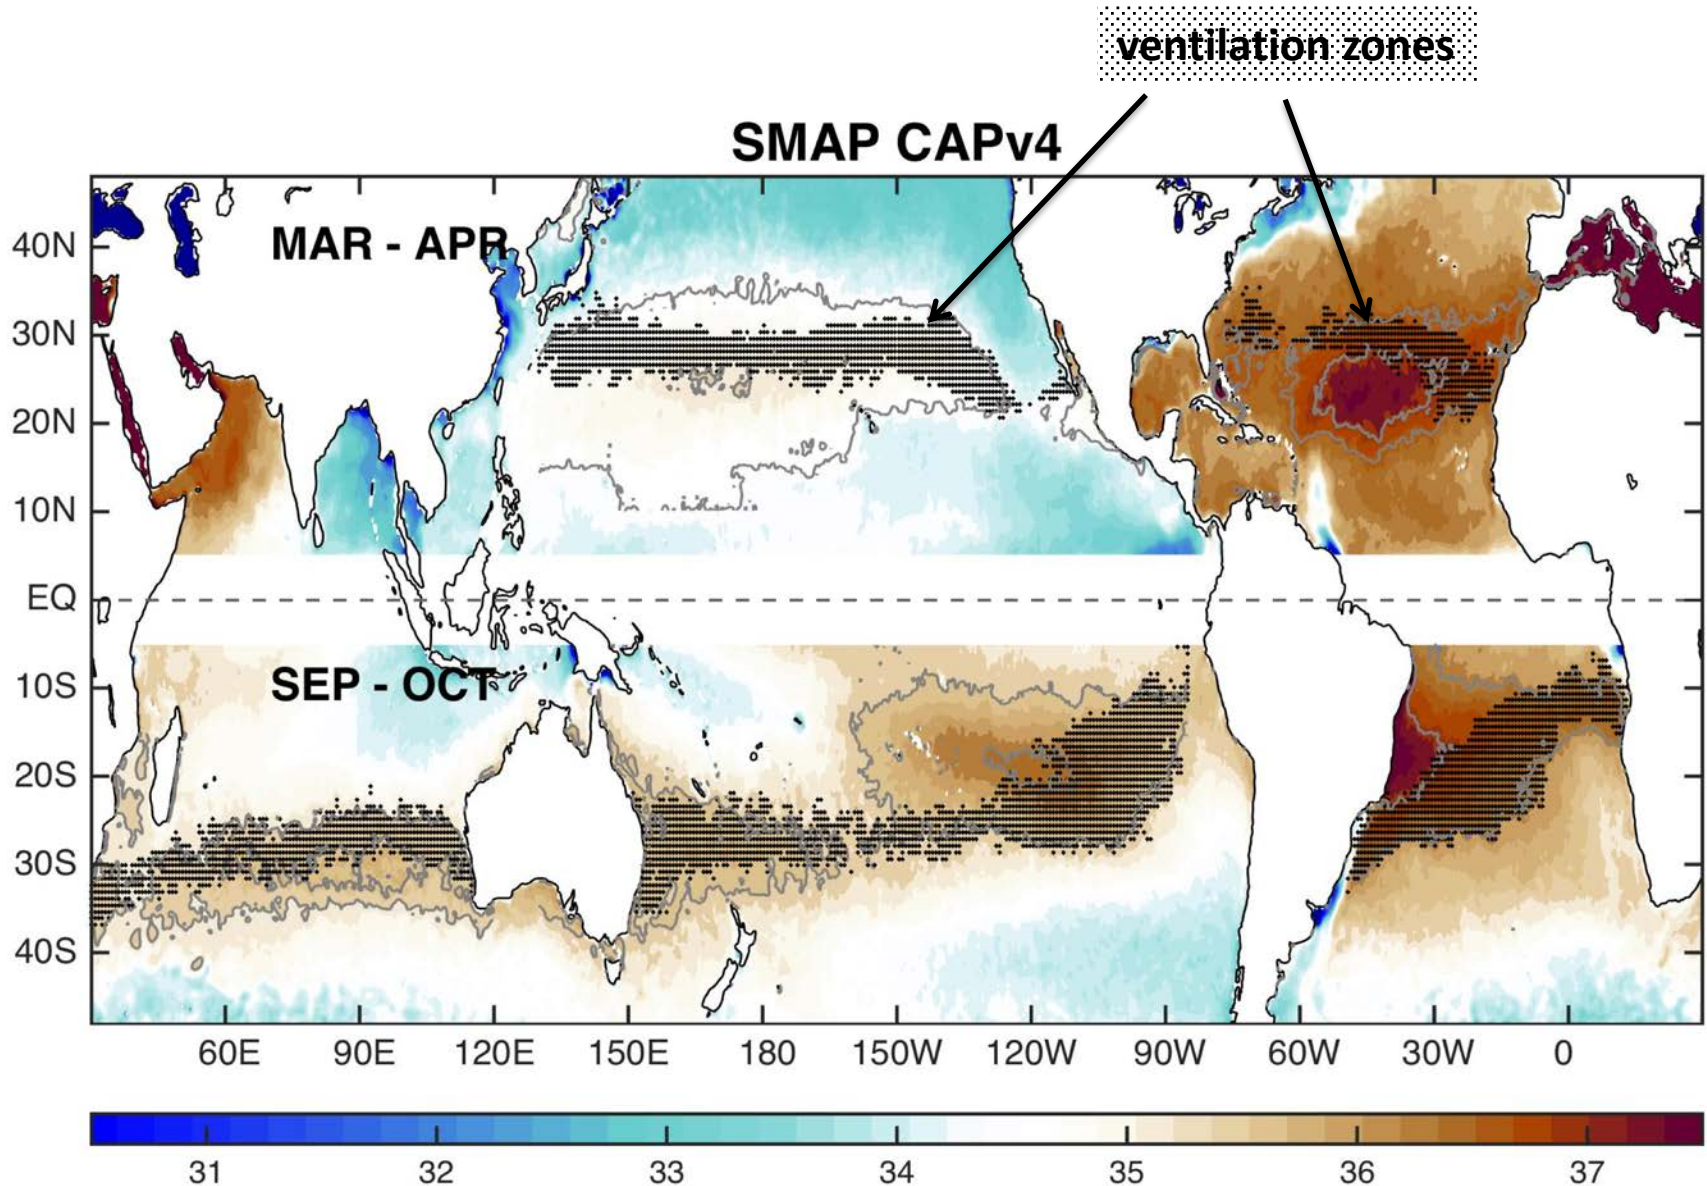 ventilation zones
SMAP CAPv4
MAR - APR
40N
30N
20N
10N
EQ
SEP - OCT
10S
20S
30S
40S
60E 90E 120E 150E 180 150W 120W 90W 60W 30W 0
31 32 33 34 35 36 37